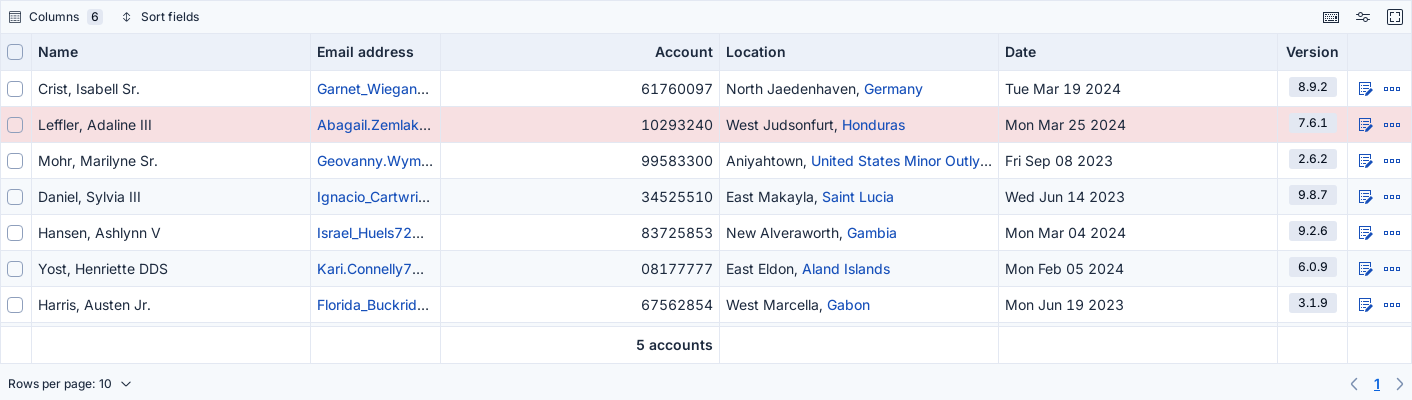 Columns 6 Sort fields
Name Email address Account Location Date Version
Crist, Isabell Sr. Garnet_Wiegan... 61760097 North Jaedenhaven, Germany Tue Mar 19 2024 8.9.2
Leffler, Adaline III Abagail.Zemlak... 10293240 West Judsonfurt, Honduras Mon Mar 25 2024 7.6.1
Mohr, Marilyne Sr. Geovanny.Wym... 99583300 Aniyahtown, United States Minor Outly... Fri Sep 08 2023 2.6.2
Daniel, Sylvia III Ignacio_Cartwri... 34525510 East Makayla, Saint Lucia Wed Jun 14 2023 9.8.7
Hansen, Ashlynn V Israel_Huels72... 83725853 New Alveraworth, Gambia Mon Mar 04 2024 9.2.6
Yost, Henriette DDS Kari.Connelly7... 08177777 East Eldon, Aland Islands Mon Feb 05 2024 6.0.9
Harris, Austen Jr. Florida_Buckrid... 67562854 West Marcella, Gabon Mon Jun 19 2023 3.1.9
5 accounts
Rows per page: 10 1